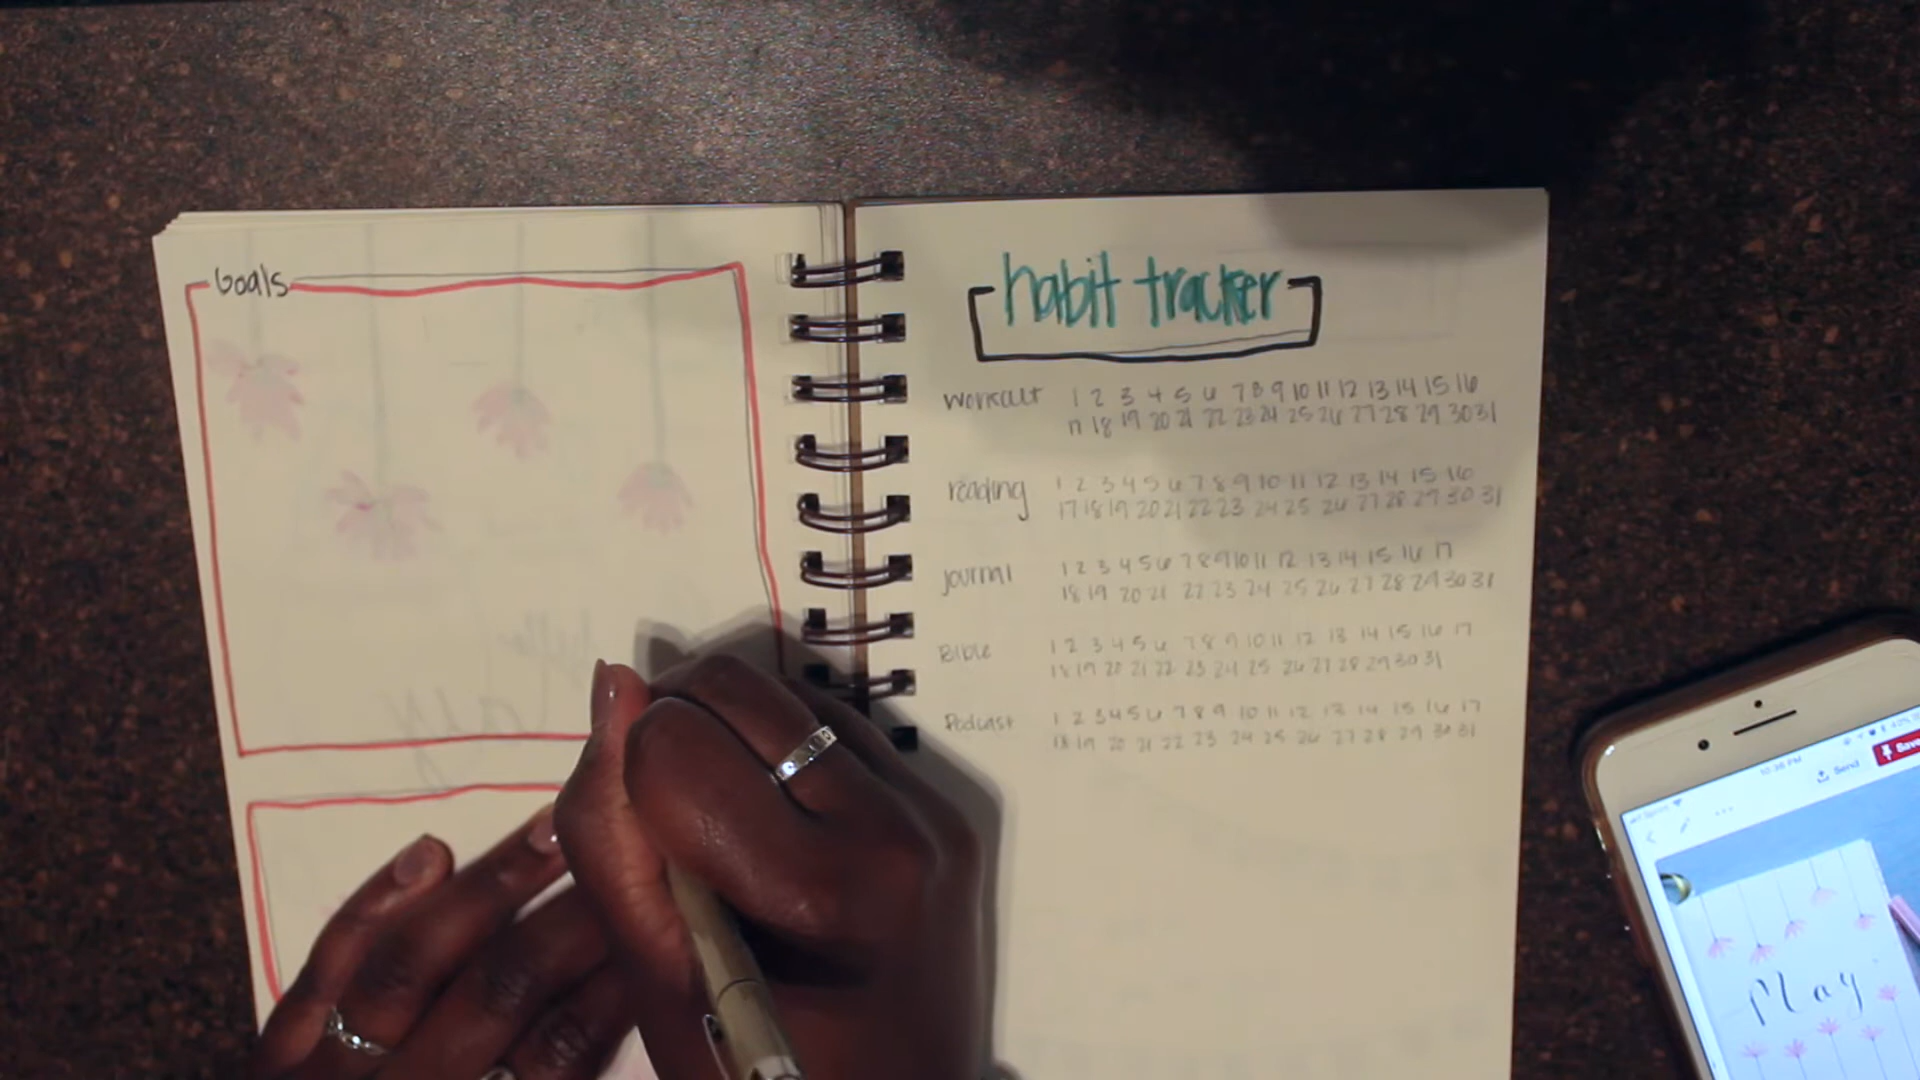 Goals
habit tracker
workout 1 2 3 4 5 6 7 8 9 10 11 12 13 14 15 16
17 18 19 20 21 22 23 24 25 26 27 28 29 30 31
reading 1 2 3 4 5 6 7 8 9 10 11 12 13 14 15 16
17 18 19 20 21 22 23 24 25 26 27 28 29 30 31
journal 1 2 3 4 5 6 7 8 9 10 11 12 13 14 15 16 17
18 19 20 21 22 23 24 25 26 27 28 29 30 31
Bible 1 2 3 4 5 6 7 8 9 10 11 12 13 14 15 16 17
18 19 20 21 22 23 24 25 26 27 28 29 30 31
Podcast 1 2 3 4 5 6 7 8 9 10 11 12 13 14 15 16 17
18 19 20 21 22 23 24 25 26 27 28 29 30 31
Sprint 10:38 PM
Send Save
May